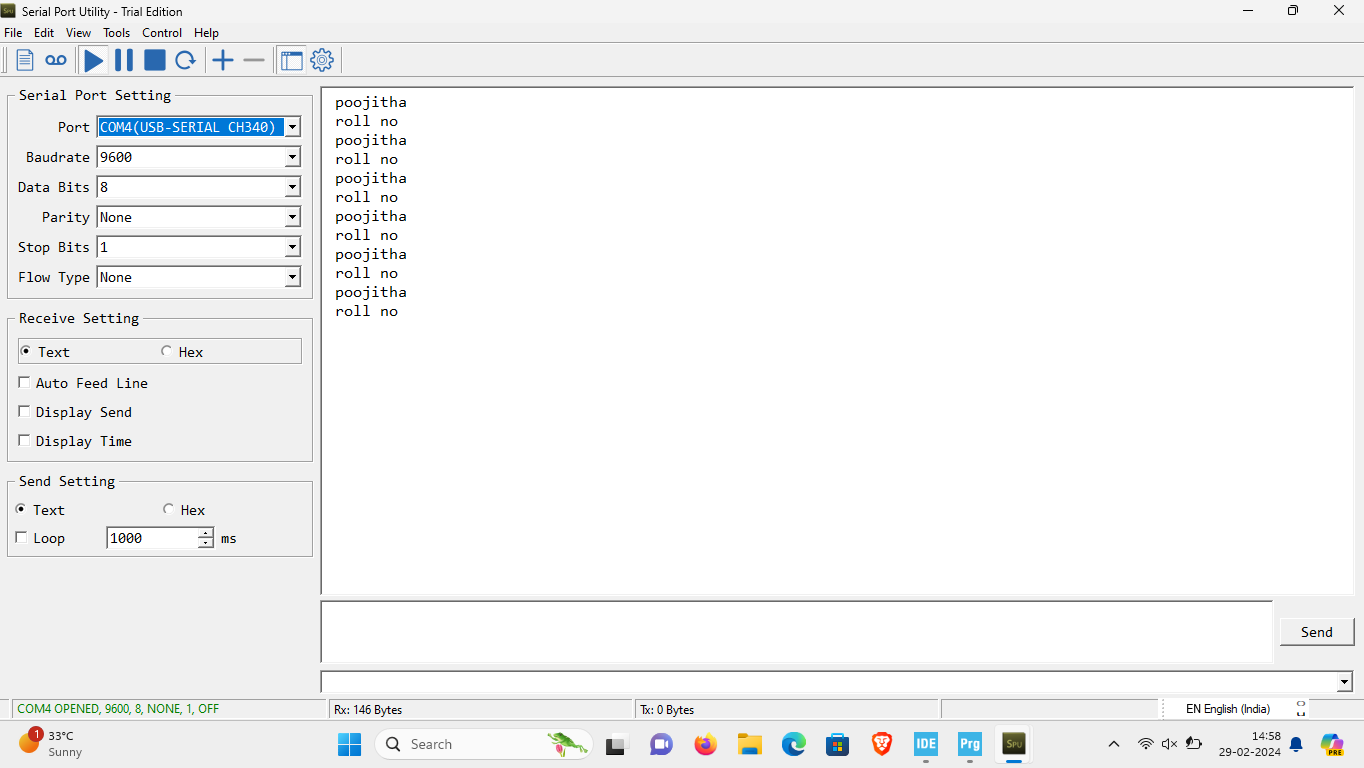 Serial Port Utility - Trial Edition
File Edit View Tools Control Help
Serial Port Setting
Port COM4(USB-SERIAL CH340)
Baudrate 9600
Data Bits 8
Parity None
Stop Bits 1
Flow Type None
Receive Setting
Text Hex
Auto Feed Line
Display Send
Display Time
Send Setting
Text Hex
Loop 1000 ms
poojitha
roll no
poojitha
roll no
poojitha
roll no
poojitha
roll no
poojitha
roll no
poojitha
roll no
Send
COM4 OPENED, 9600, 8, NONE, 1, OFF Rx: 146 Bytes Tx: 0 Bytes EN English (India)
1 33°C
Sunny
Search
IDE Prg SPU
PRE
14:58
29-02-2024